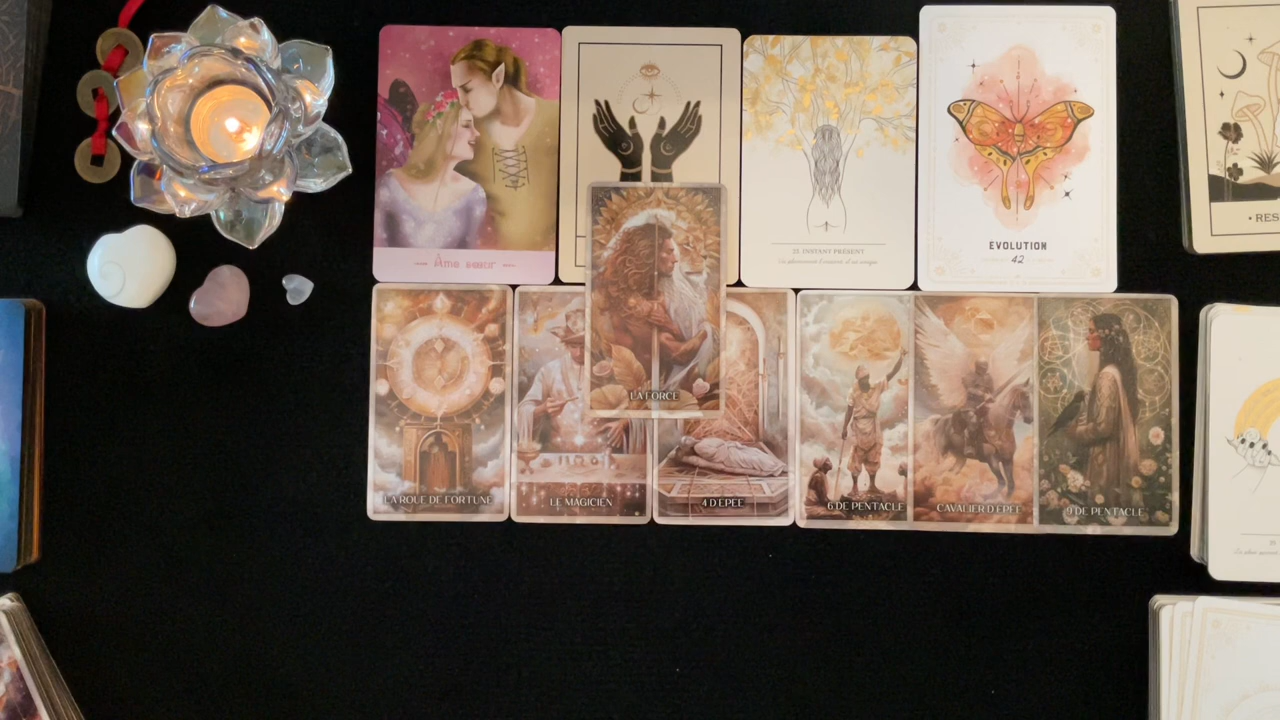 Âme sœur
25. INSTANT PRÉSENT
EVOLUTION
42
• RES
LA FORCE
LA ROUE DE FORTUNE
LE MAGICIEN
4 D'EPEE
6 DE PENTACLE
CAVALIER D'EPEE
9 DE PENTACLE